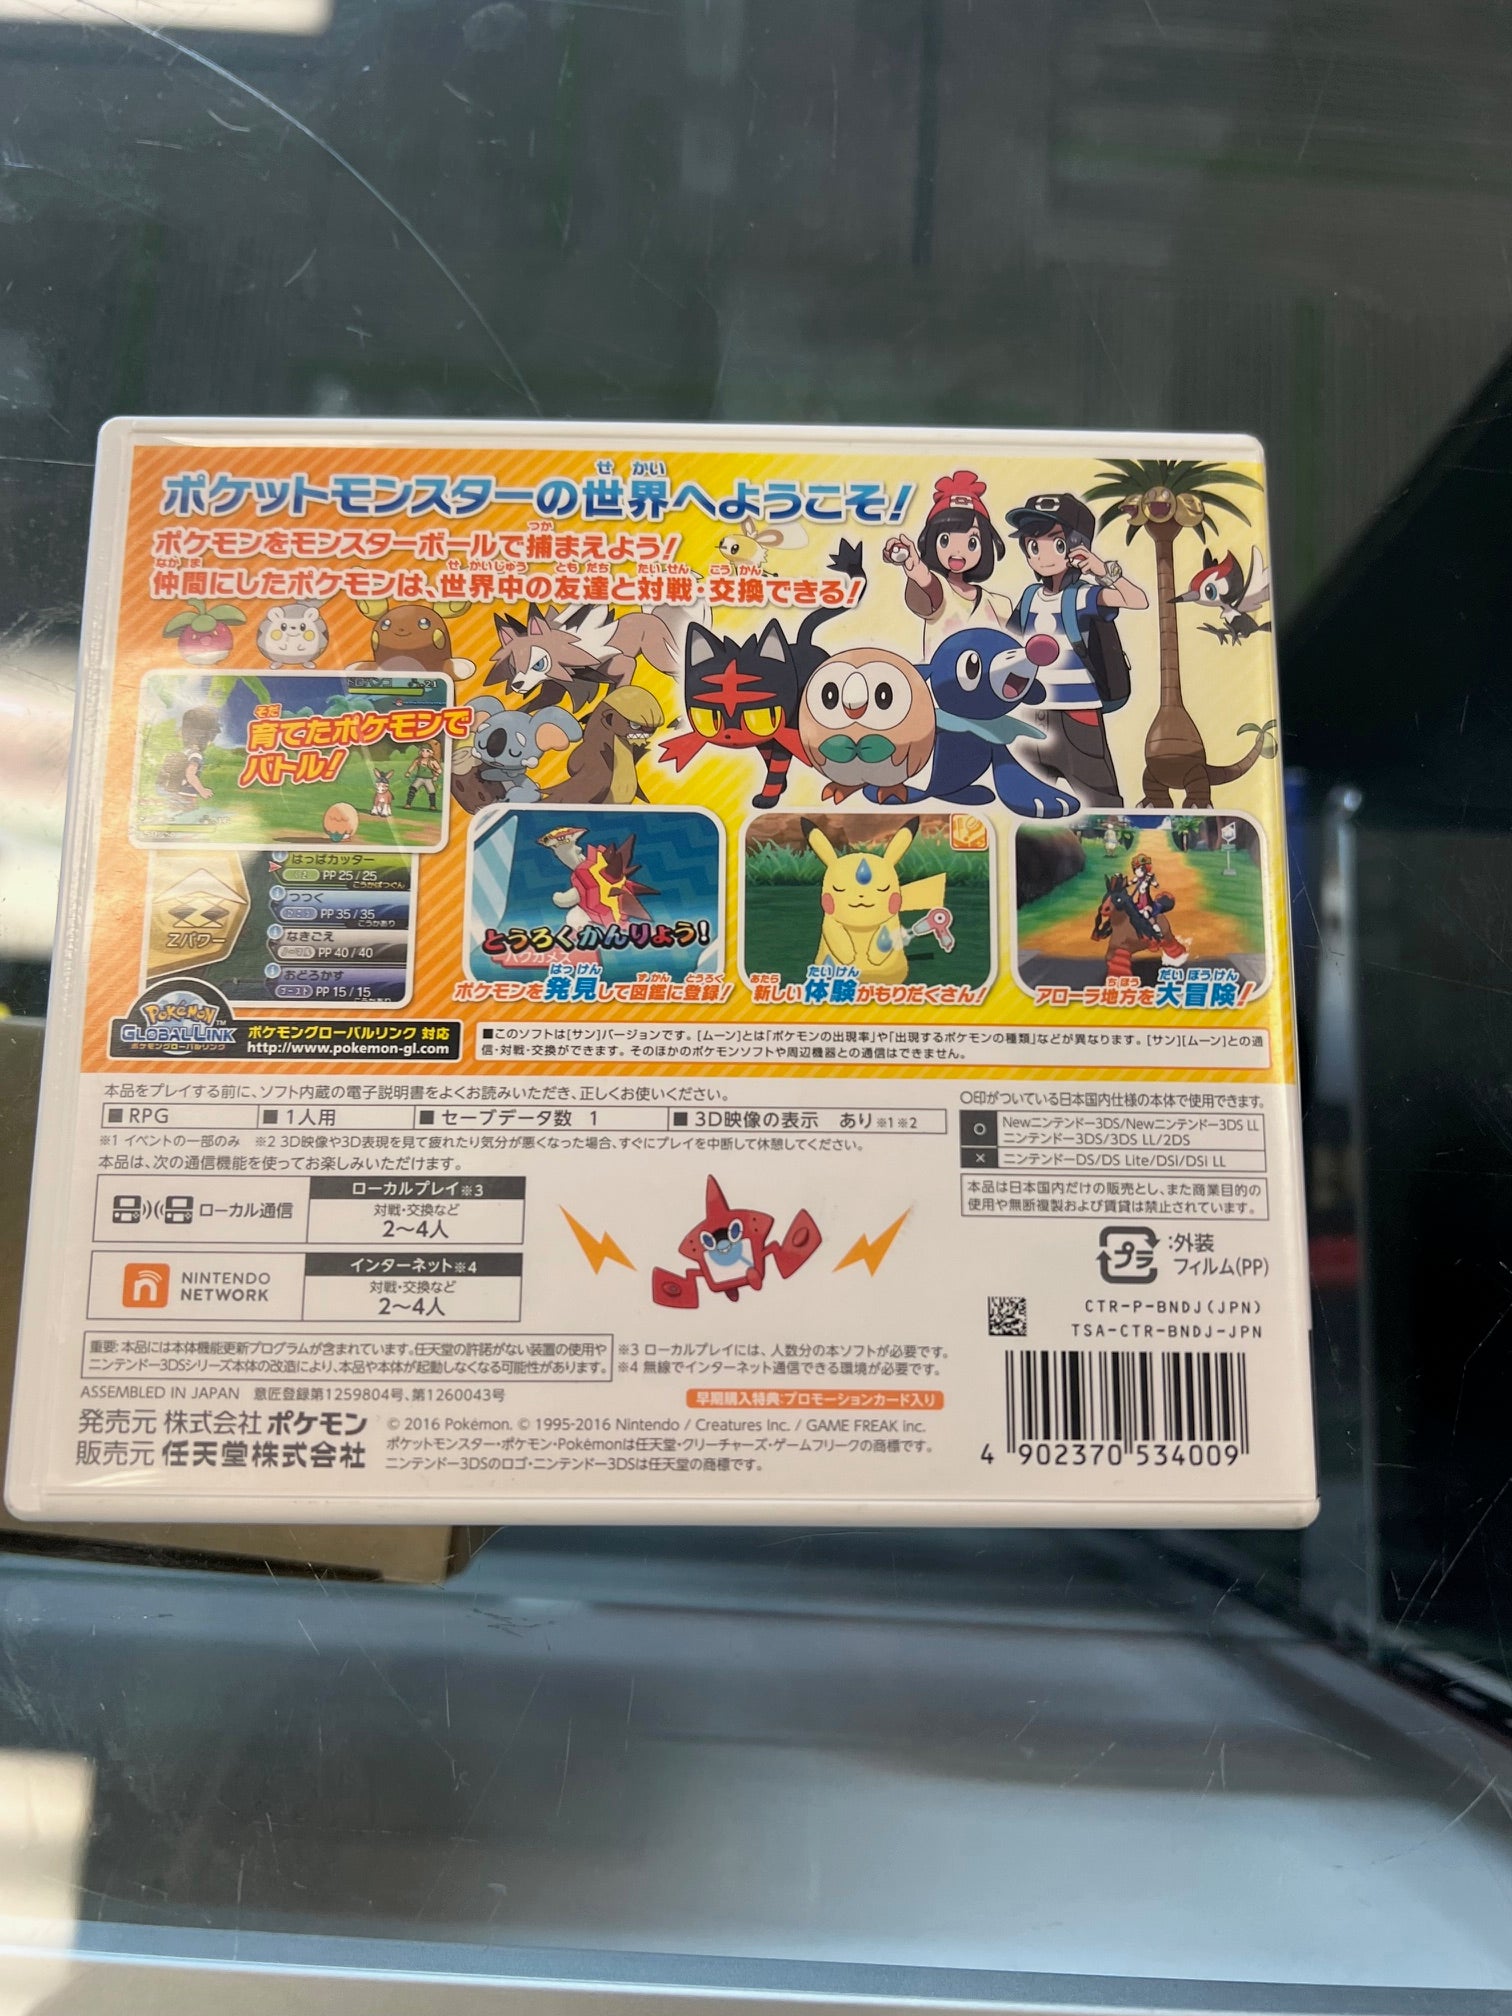 ポケットモンスターの世界へようこそ！
ポケモンをモンスターボールで捕まえよう！
仲間にしたポケモンは、世界中の友達と対戦・交換できる！
育てたポケモンで
バトル！
はっぱカッター
PP 25/25
こうかばつぐん
つつく
PP 35/35
こうかあり
なきごえ
PP 40/40
おどろかす
ゴースト PP 15/15
こうかあり
Zパワー
とうろくかんりょう！
バクガメス
ポケモンを発見して図鑑に登録！
新しい体験がもりだくさん！
アローラ地方を大冒険！
Pokémon
GLOBAL LINK
ポケモングローバルリンク
ポケモングローバルリンク 対応
http://www.pokemon-gl.com
■このソフトは[サン]バージョンです。[ムーン]とは「ポケモンの出現率」や「出現するポケモンの種類」などが異なります。[サン][ムーン]との通
信・対戦・交換ができます。そのほかのポケモンソフトや周辺機器との通信はできません。
本品をプレイする前に、ソフト内蔵の電子説明書をよくお読みいただき、正しくお使いください。
■RPG ■1人用 ■セーブデータ数 1 ■3D映像の表示 あり※1※2
※1 イベントの一部のみ ※2 3D映像や3D表現を見て疲れたり気分が悪くなった場合、すぐにプレイを中断して休憩してください。
本品は、次の通信機能を使ってお楽しみいただけます。
ローカル通信
ローカルプレイ※3
対戦・交換など
2〜4人
NINTENDO
NETWORK
インターネット※4
対戦・交換など
2〜4人
○印がついている日本国内仕様の本体で使用できます。
○ Newニンテンドー3DS/Newニンテンドー3DS LL
ニンテンドー3DS/3DS LL/2DS
× ニンテンドーDS/DS Lite/DSi/DSi LL
本品は日本国内だけの販売とし、また商業目的の
使用や無断複製および賃貸は禁止されています。
プラ
:外装
フィルム(PP)
CTR-P-BNDJ(JPN)
TSA-CTR-BNDJ-JPN
重要:本品には本体機能更新プログラムが含まれています。任天堂の許諾がない装置の使用や
ニンテンドー3DSシリーズ本体の改造により、本品や本体が起動しなくなる可能性があります。
※3 ローカルプレイには、人数分の本ソフトが必要です。
※4 無線でインターネット通信できる環境が必要です。
ASSEMBLED IN JAPAN 意匠登録第1259804号、第1260043号
早期購入特典:プロモーションカード入り
発売元 株式会社ポケモン
販売元 任天堂株式会社
© 2016 Pokémon. © 1995-2016 Nintendo / Creatures Inc. / GAME FREAK inc.
ポケットモンスター・ポケモン・Pokémonは任天堂・クリーチャーズ・ゲームフリークの商標です。
ニンテンドー3DSのロゴ・ニンテンドー3DSは任天堂の商標です。
4 902370 534009